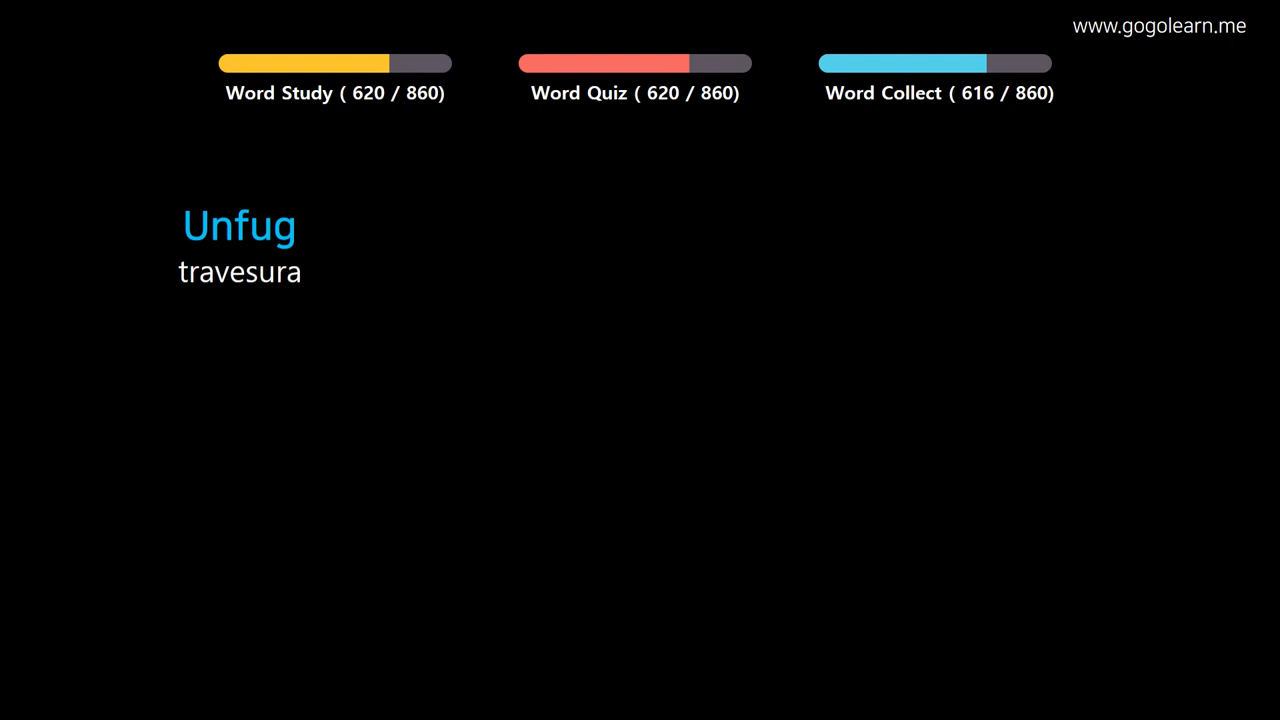 www.gogolearn.me
Word Study ( 620 / 860)
Word Quiz ( 620 / 860)
Word Collect ( 616 / 860)
Unfug
travesura